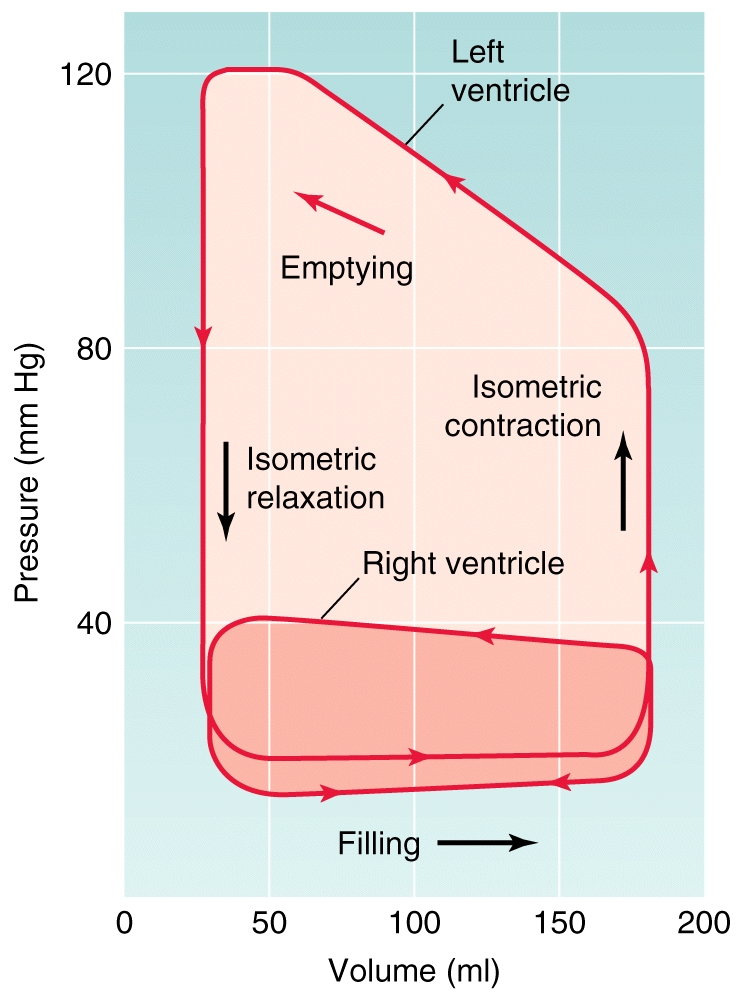 120
Left
ventricle
Emptying
80
Isometric
contraction
Isometric
relaxation
Right ventricle
40
Pressure (mm Hg)
Filling
0
50
100
150
200
Volume (ml)